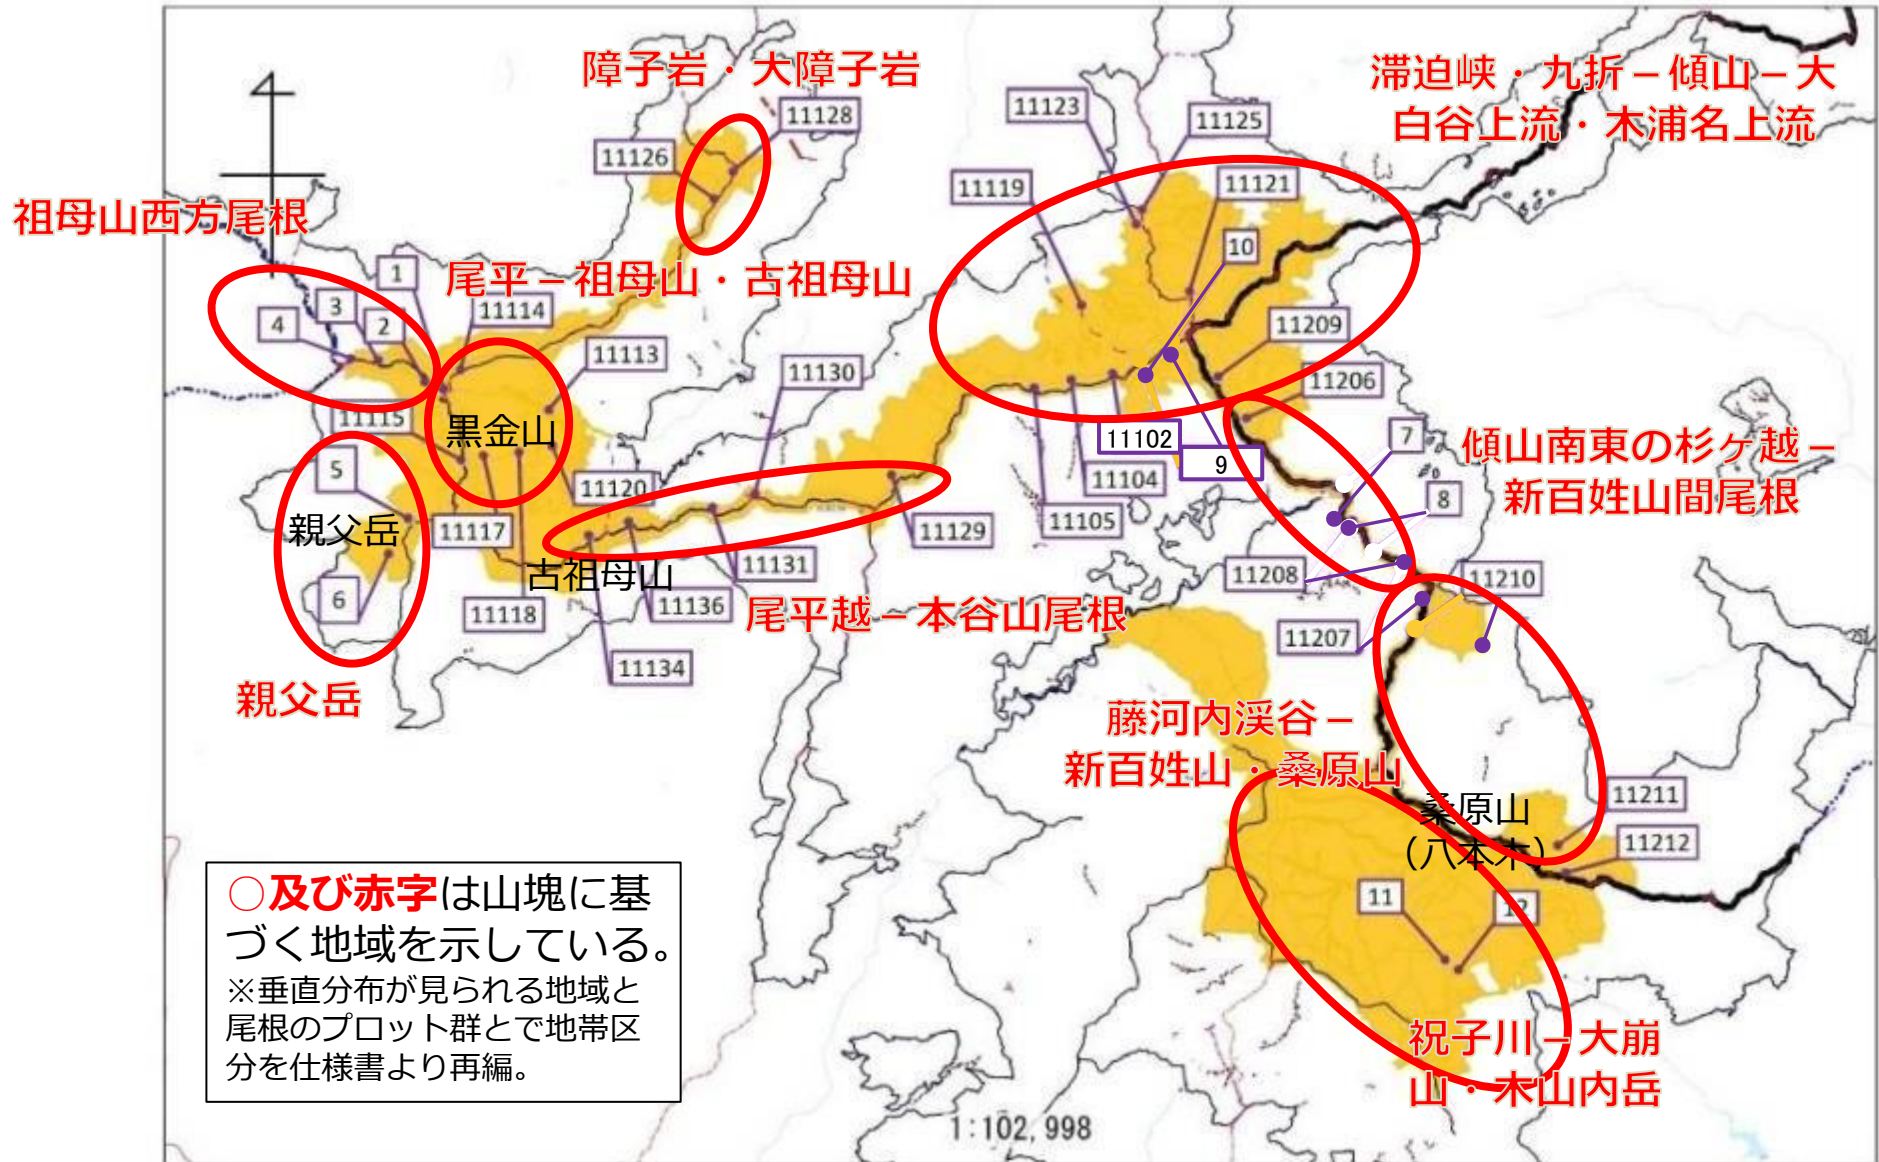 障子岩・大障子岩
滞迫峡・九折－傾山－大
白谷上流・木浦名上流
11123
11128
11125
11126
11119
11121
祖母山西方尾根
10
1
尾平－祖母山・古祖母山
3
11114
4
2
11209
11113
11130
11206
11115
黒金山
11102
7
傾山南東の杉ヶ越－
新百姓山間尾根
5
9
11120
11104
8
親父岳
11117
11105
11129
11131
11208
11210
古祖母山
6
11118
11136
尾平越－本谷山尾根
11207
11134
親父岳
藤河内渓谷－
新百姓山・桑原山
11211
桑原山
（八本木）
11212
11
12
○及び赤字は山塊に基
づく地域を示している。
※垂直分布が見られる地域と
尾根のプロット群とで地帯区
分を仕様書より再編。
祝子川－大崩
山・木山内岳
1:102,998